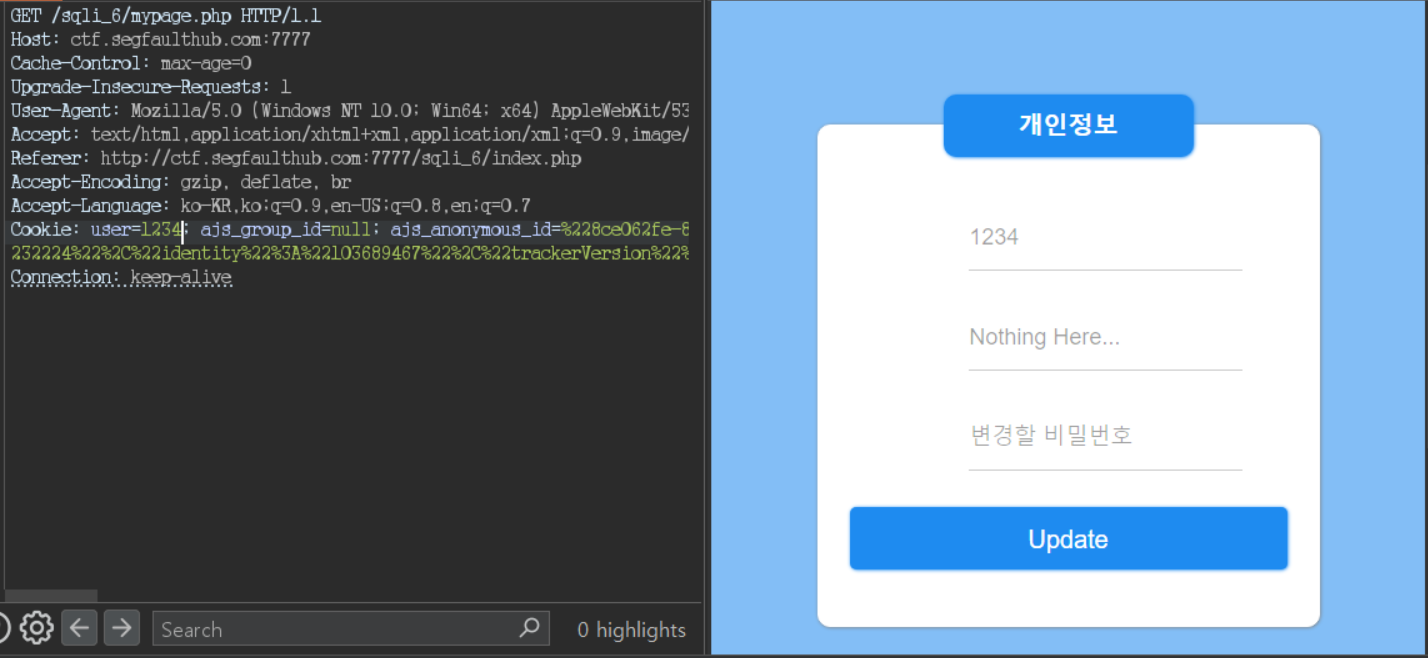 GET /sqli_6/mypage.php HTTP/1.1
Host: ctf.segfaulthub.com:7777
Cache-Control: max-age=0
Upgrade-Insecure-Requests: 1
User-Agent: Mozilla/5.0 (Windows NT 10.0; Win64; x64) AppleWebKit/53
Accept: text/html,application/xhtml+xml,application/xml;q=0.9,image/
Referer: http://ctf.segfaulthub.com:7777/sqli_6/index.php
Accept-Encoding: gzip, deflate, br
Accept-Language: ko-KR,ko;q=0.9,en-US;q=0.8,en;q=0.7
Cookie: user=1234; ajs_group_id=null; ajs_anonymous_id=%228ce062fe-8
232224%22%2C%22identity%22%3A%22103689467%22%2C%22trackerVersion%22%
Connection: keep-alive
Search
0 highlights
개인정보
1234
Nothing Here...
변경할 비밀번호
Update